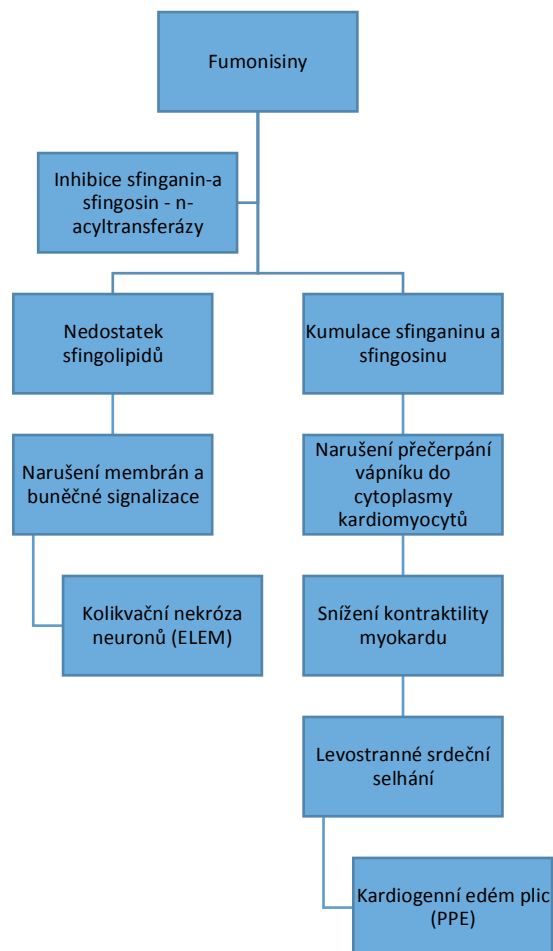 Fumonisiny
Inhibice sfinganin-a
sfingosin - n-
acyltransferázy
Nedostatek
sfingolipidů
Kumulace sfinganinu a
sfingosinu
Narušení membrán a
buněčné signalizace
Narušení přečerpání
vápníku do
cytoplasmy
kardiomyocytů
Kolikvační nekróza
neuronů (ELEM)
Snížení kontraktility
myokardu
Levostranné srdeční
selhání
Kardiogenní edém plic
(PPE)